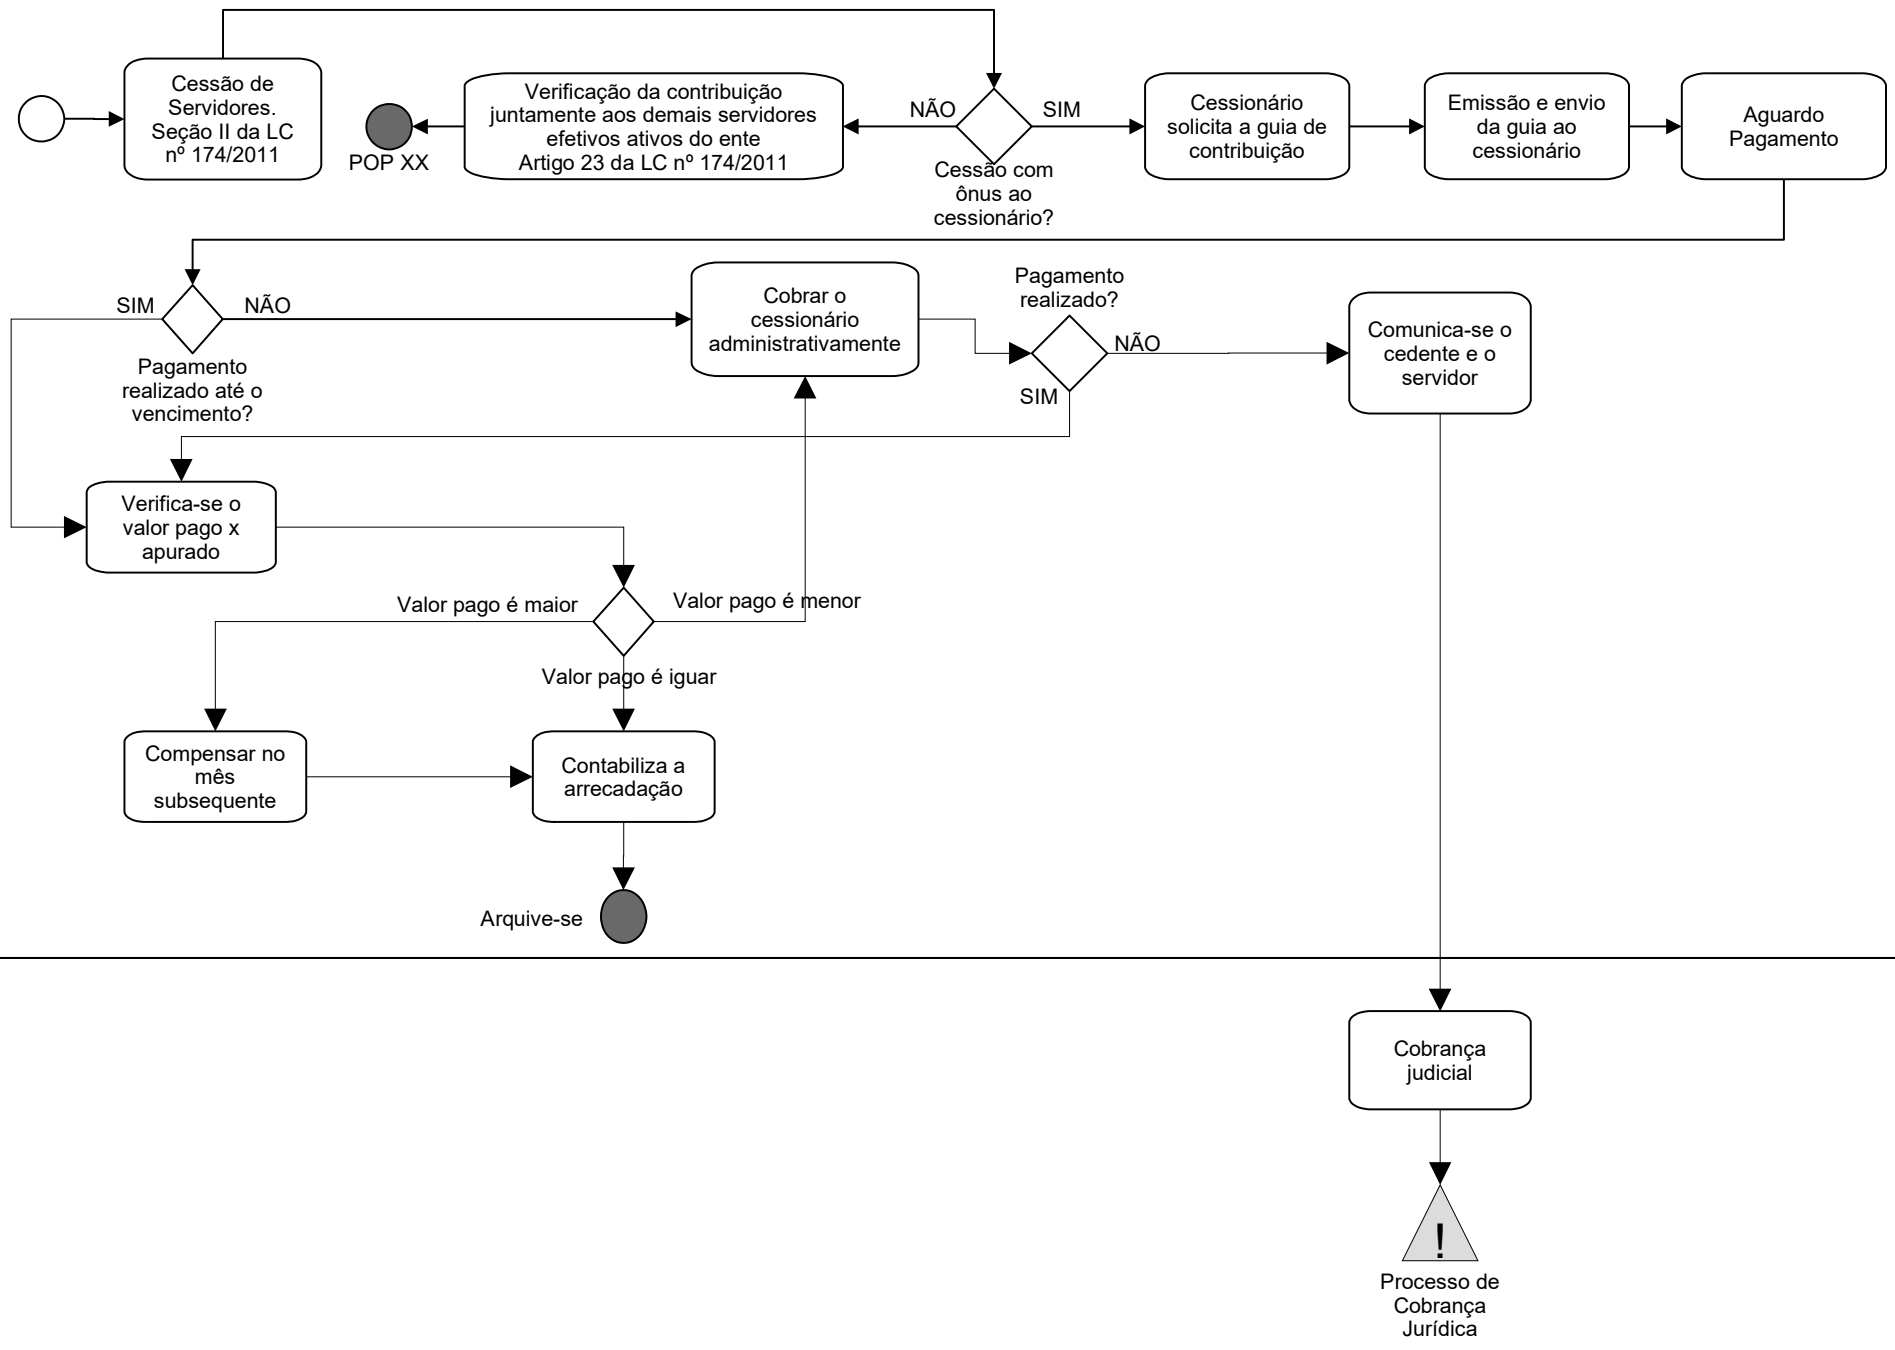 Cessão de
Servidores.
Seção II da LC
nº 174/2011
POP XX
Verificação da contribuição
juntamente aos demais servidores
efetivos ativos do ente
Artigo 23 da LC nº 174/2011
NÃO
SIM
Cessão com
ônus ao
cessionário?
Cessionário
solicita a guia de
contribuição
Emissão e envio
da guia ao
cessionário
Aguardo
Pagamento
SIM
NÃO
Pagamento
realizado até o
vencimento?
Cobrar o
cessionário
administrativamente
Pagamento
realizado?
NÃO
SIM
Comunica-se o
cedente e o
servidor
Verifica-se o
valor pago x
apurado
Valor pago é maior
Valor pago é menor
Valor pago é iguar
Compensar no
mês
subsequente
Contabiliza a
arrecadação
Arquive-se
Cobrança
judicial
!
Processo de
Cobrança
Jurídica